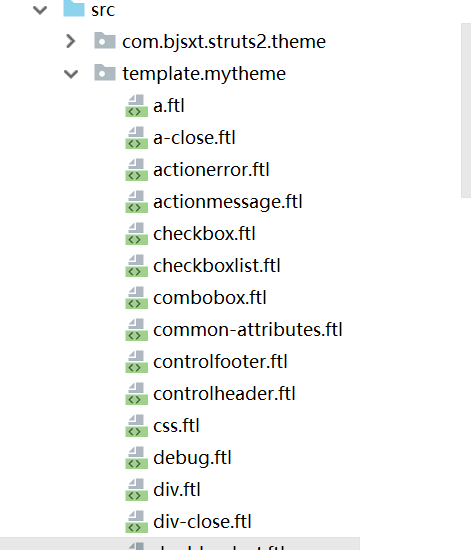 src
com.bjsxt.struts2.theme
template.mytheme
a.ftl
a-close.ftl
actionerror.ftl
actionmessage.ftl
checkbox.ftl
checkboxlist.ftl
combobox.ftl
common-attributes.ftl
controlfooter.ftl
controlheader.ftl
css.ftl
debug.ftl
div.ftl
div-close.ftl